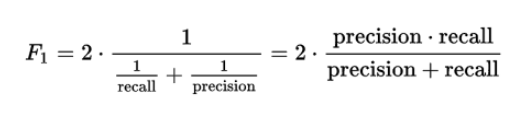 F₁ = 2 · 1 / (1/recall + 1/precision) = 2 · (precision · recall) / (precision + recall)